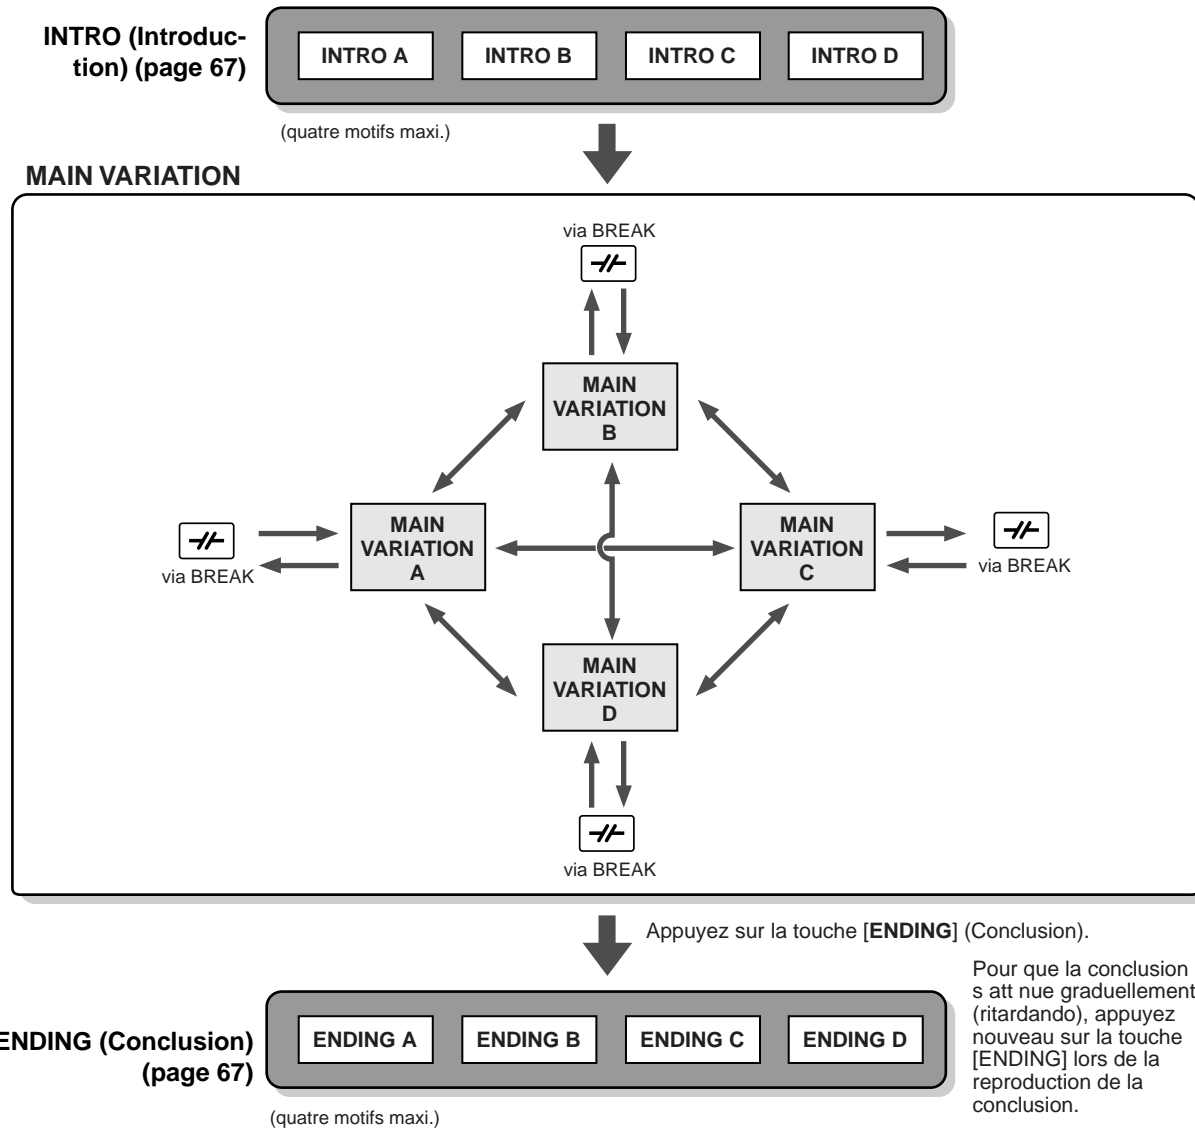 INTRO (Introduc-
tion) (page 67)
INTRO A INTRO B INTRO C INTRO D
(quatre motifs maxi.)
MAIN VARIATION
via BREAK
MAIN
VARIATION
B
MAIN
VARIATION
A
via BREAK
MAIN
VARIATION
C
via BREAK
MAIN
VARIATION
D
via BREAK
Appuyez sur la touche [ENDING] (Conclusion).
ENDING (Conclusion)
(page 67)
ENDING A ENDING B ENDING C ENDING D
(quatre motifs maxi.)
Pour que la conclusion
s att nue graduellement
(ritardando), appuyez
nouveau sur la touche
[ENDING] lors de la
reproduction de la
conclusion.